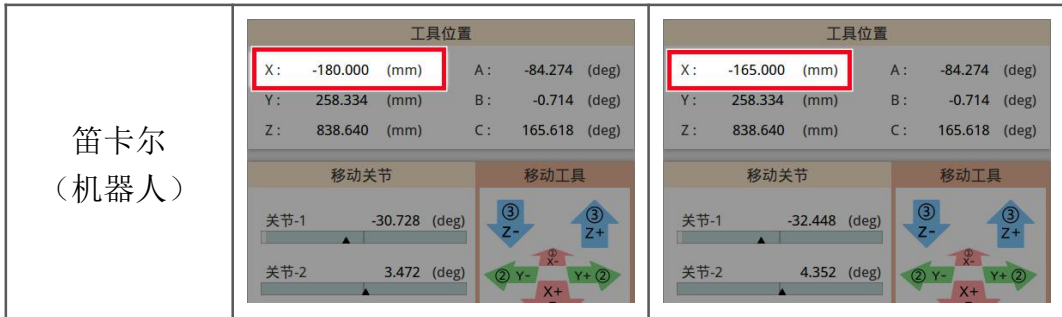 笛卡尔
（机器人）
工具位置
X： -180.000 (mm) A： -84.274 (deg)
Y： 258.334 (mm) B： -0.714 (deg)
Z： 838.640 (mm) C： 165.618 (deg)
移动关节 移动工具
关节-1 -30.728 (deg)
关节-2 3.472 (deg)
③ Z-
③ Z+
① X-
② Y- Y+ ②
X+
工具位置
X： -165.000 (mm) A： -84.274 (deg)
Y： 258.334 (mm) B： -0.714 (deg)
Z： 838.640 (mm) C： 165.618 (deg)
移动关节 移动工具
关节-1 -32.448 (deg)
关节-2 4.352 (deg)
③ Z-
③ Z+
① X-
② Y- Y+ ②
X+